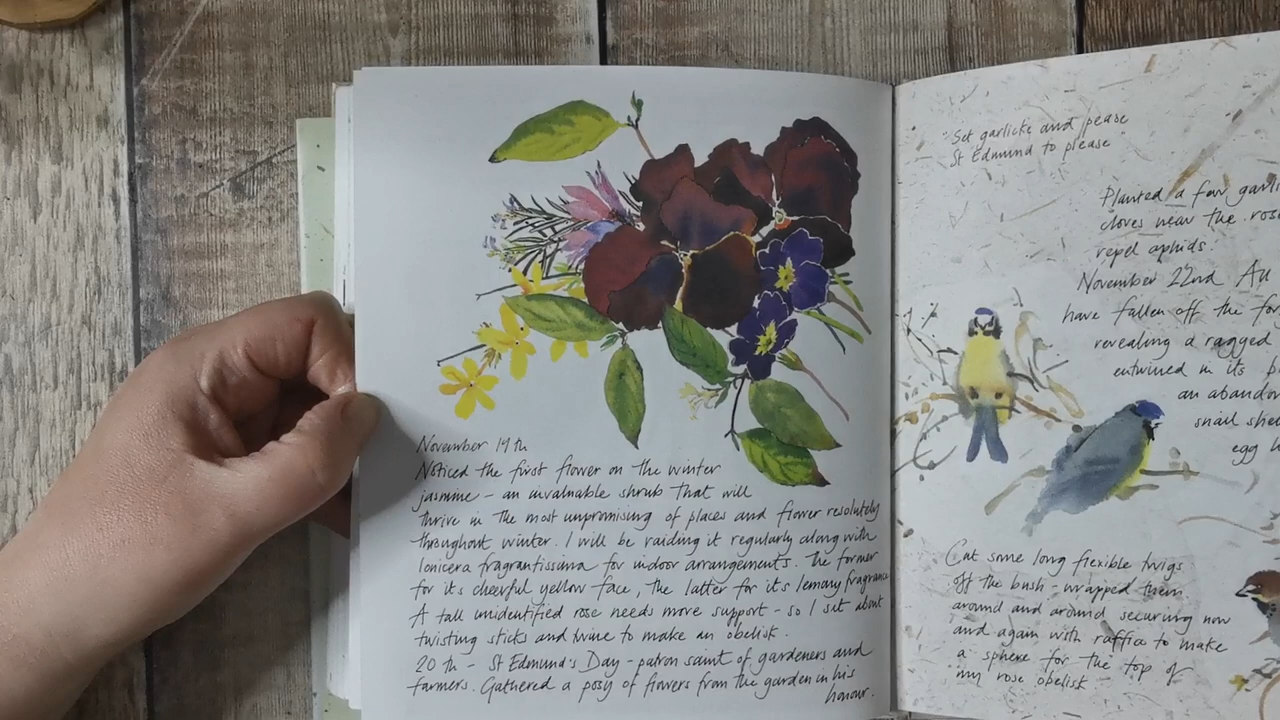 November 19th
Noticed the first flower on the winter
jasmine - an invaluable shrub that will
thrive in the most unpromising of places and flower resolutely
throughout winter. I will be raiding it regularly along with
lonicera fragrantissima for indoor arrangements. The former
for it's cheerful yellow face, the latter for it's lemony fragrance
A tall unidentified rose needs more support - so I sit about
twisting sticks and twine to make an obelisk.
20th - St Edmund's Day - patron saint of gardeners and
farmers. Gathered a posy of flowers from the garden in his
honour.
"Set garlicke and pease
St Edmund to please"
Planted a few garli
cloves near the ros
repel aphids.
November 22nd All
have fallen off the for
revealing a ragged
entwined in its
an abando
snail she
egg
Cut some long flexible twigs
off the bush - wrapped them
around and around securing now
and again with raffia to make
a sphere for the top of
my rose obelisk